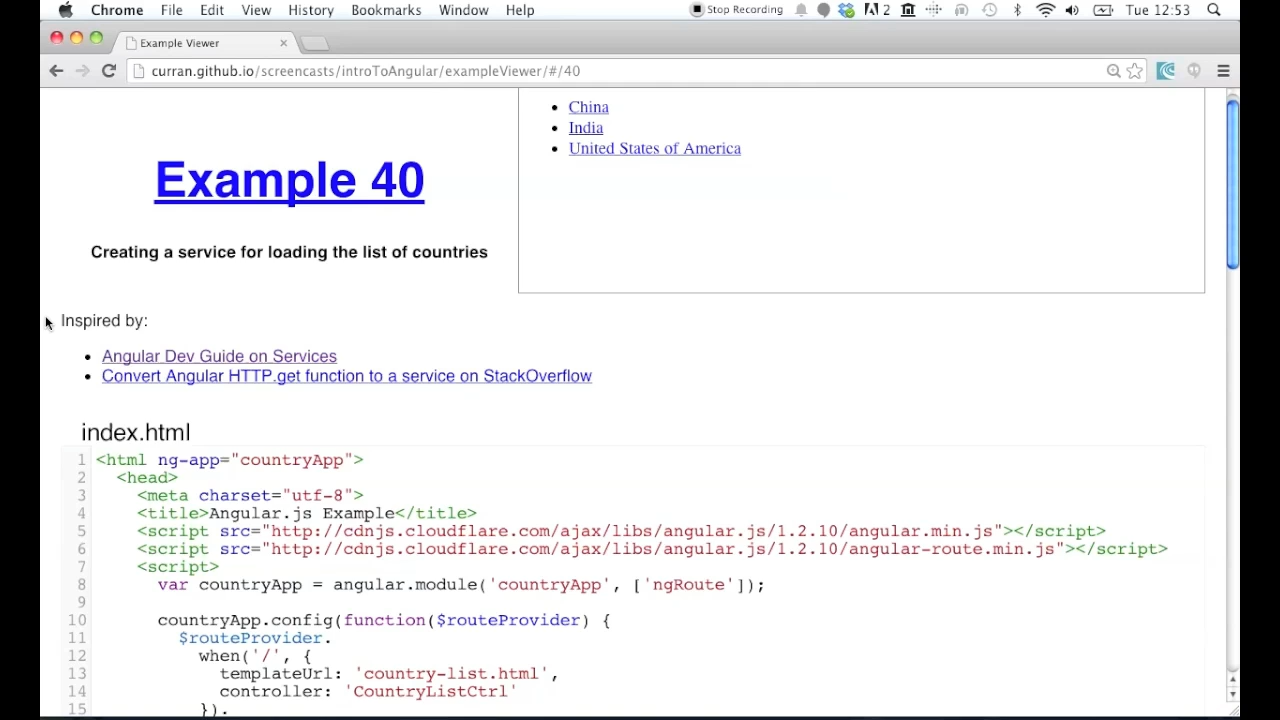 Chrome File Edit View History Bookmarks Window Help Stop Recording 2 Tue 12:53
Example Viewer
curran.github.io/screencasts/introToAngular/exampleViewer/#/40
China
India
United States of America
Example 40
Creating a service for loading the list of countries
Inspired by:
Angular Dev Guide on Services
Convert Angular HTTP.get function to a service on StackOverflow
index.html
1 <html ng-app="countryApp">
2 <head>
3 <meta charset="utf-8">
4 <title>Angular.js Example</title>
5 <script src="http://cdnjs.cloudflare.com/ajax/libs/angular.js/1.2.10/angular.min.js"></script>
6 <script src="http://cdnjs.cloudflare.com/ajax/libs/angular.js/1.2.10/angular-route.min.js"></script>
7 <script>
8 var countryApp = angular.module('countryApp', ['ngRoute']);
9
10 countryApp.config(function($routeProvider) {
11 $routeProvider.
12 when('/', {
13 templateUrl: 'country-list.html',
14 controller: 'CountryListCtrl'
15 }).